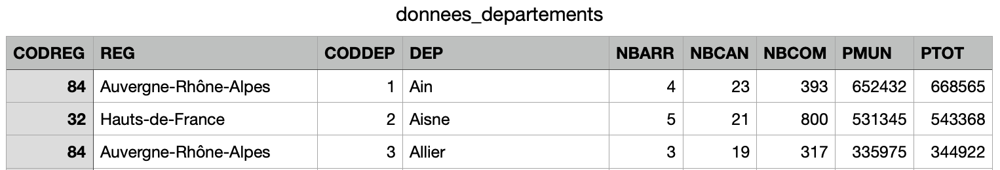 donnees_departements
CODREG REG CODDEP DEP NBARR NBCAN NBCOM PMUN PTOT
84 Auvergne-Rhône-Alpes 1 Ain 4 23 393 652432 668565
32 Hauts-de-France 2 Aisne 5 21 800 531345 543368
84 Auvergne-Rhône-Alpes 3 Allier 3 19 317 335975 344922